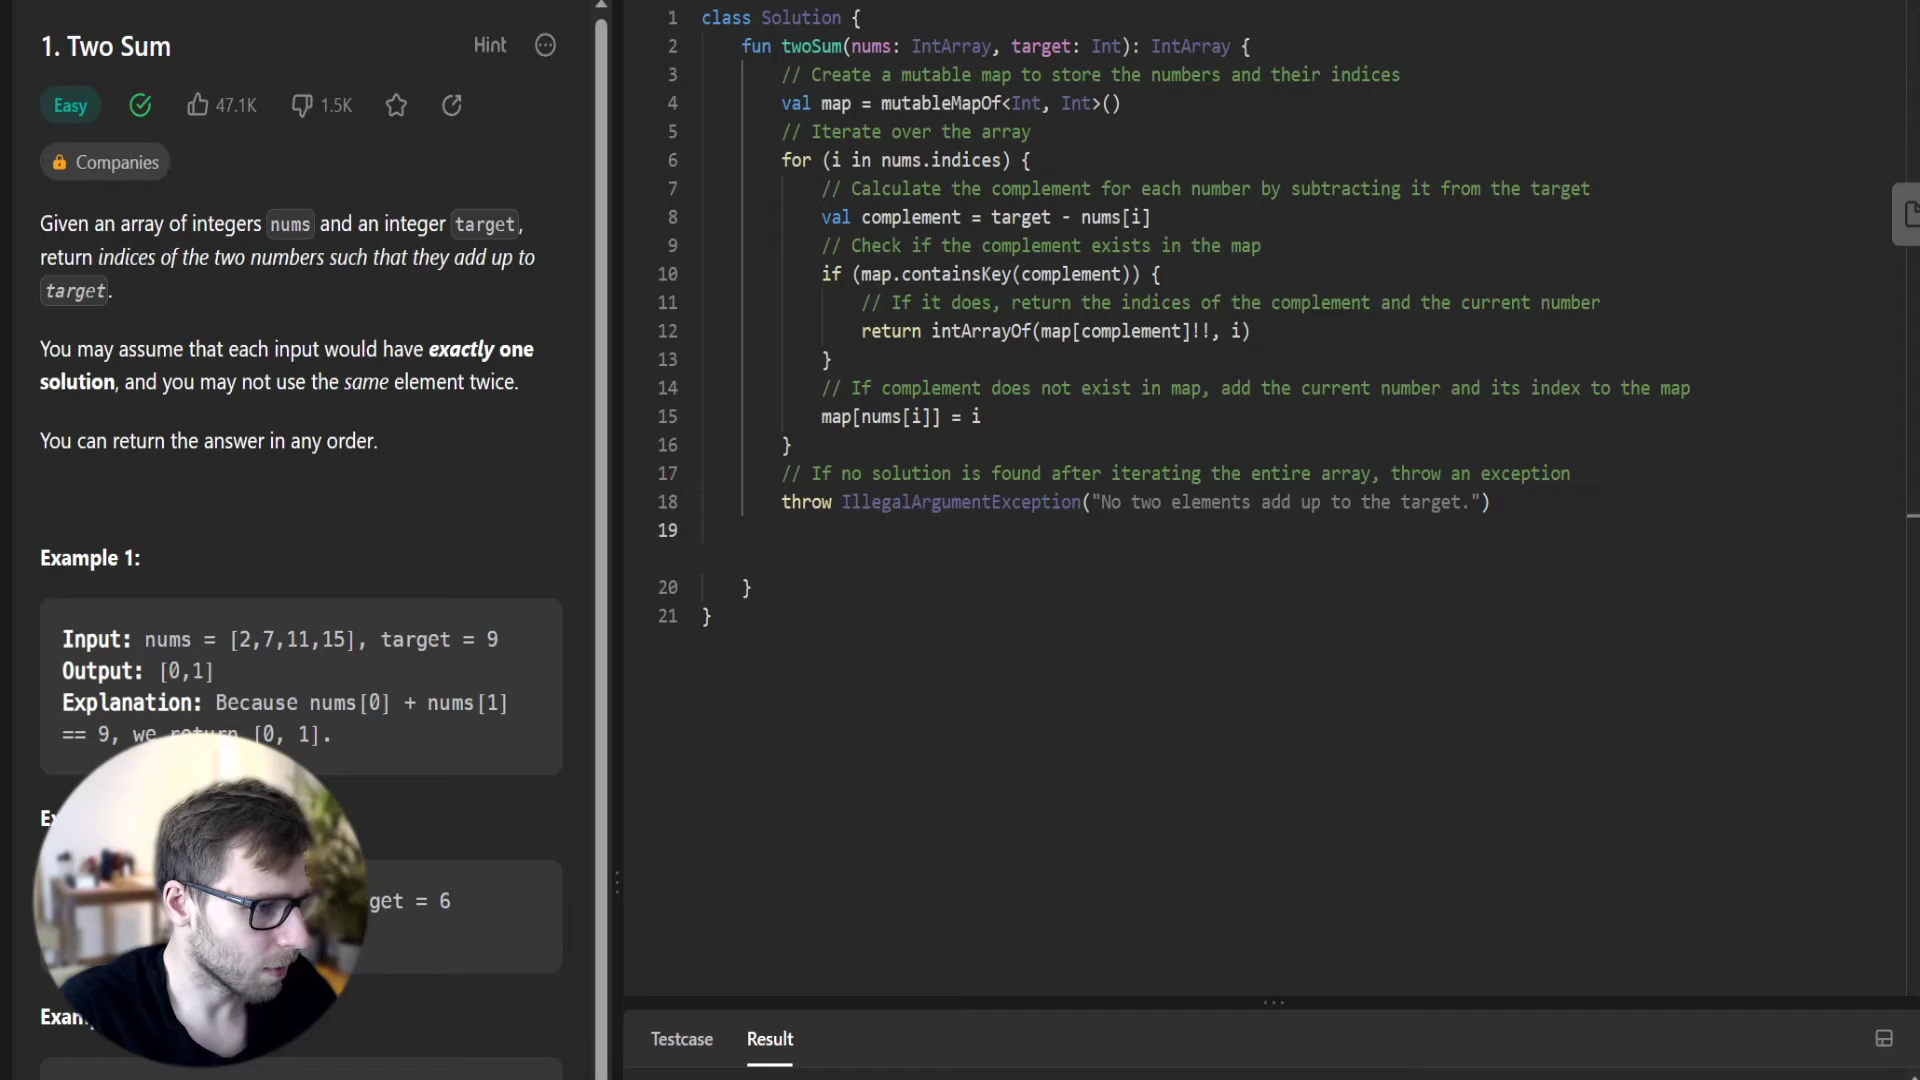 1. Two Sum
Hint
Easy
47.1K
1.5K
Companies
Given an array of integers nums and an integer target,
return indices of the two numbers such that they add up to
target.
You may assume that each input would have exactly one
solution, and you may not use the same element twice.
You can return the answer in any order.
Example 1:
Input: nums = [2,7,11,15], target = 9
Output: [0,1]
Explanation: Because nums[0] + nums[1]
== 9, we return [0, 1].
= 6
1 class Solution {
2 fun twoSum(nums: IntArray, target: Int): IntArray {
3 // Create a mutable map to store the numbers and their indices
4 val map = mutableMapOf<Int, Int>()
5 // Iterate over the array
6 for (i in nums.indices) {
7 // Calculate the complement for each number by subtracting it from the target
8 val complement = target - nums[i]
9 // Check if the complement exists in the map
10 if (map.containsKey(complement)) {
11 // If it does, return the indices of the complement and the current number
12 return intArrayOf(map[complement]!!, i)
13 }
14 // If complement does not exist in map, add the current number and its index to the map
15 map[nums[i]] = i
16 }
17 // If no solution is found after iterating the entire array, throw an exception
18 throw IllegalArgumentException("No two elements add up to the target.")
19
20 }
21 }
Testcase
Result